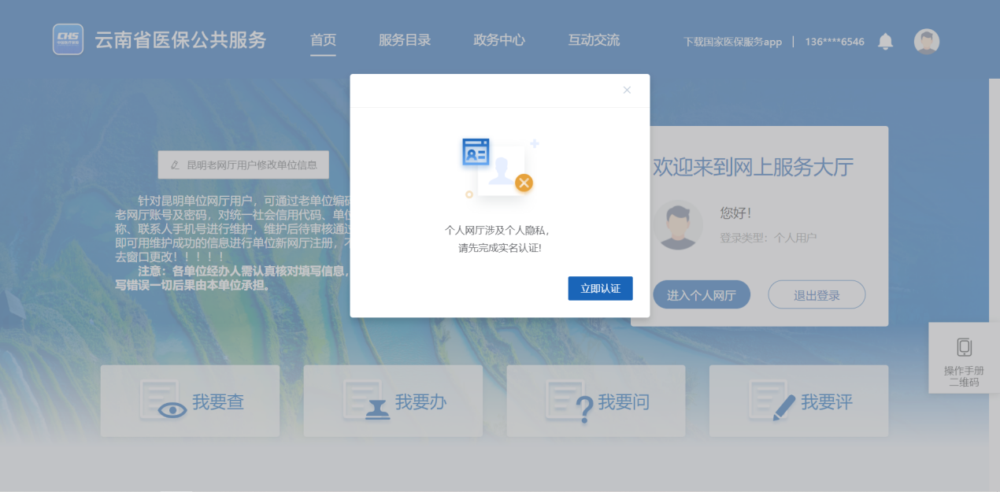 CHS
云南省医保公共服务
首页
服务目录
政务中心
互动交流
下载国家医保服务app
136****6546
昆明老网厅用户修改单位信息
针对昆明单位网厅用户，可通过老单位编码
老网厅账号及密码，对统一社会信用代码、单位
称、联系人手机号进行维护，维护后待审核通过
即可用维护成功的信息进行单位新网厅注册，不
去窗口更改！！！！！
注意：各单位经办人需认真核对填写信息，
写错误一切后果由本单位承担。
个人网厅涉及个人隐私，
请先完成实名认证!
立即认证
欢迎来到网上服务大厅
您好！
登录类型：个人用户
进入个人网厅
退出登录
操作手册
二维码
我要查
我要办
我要问
我要评